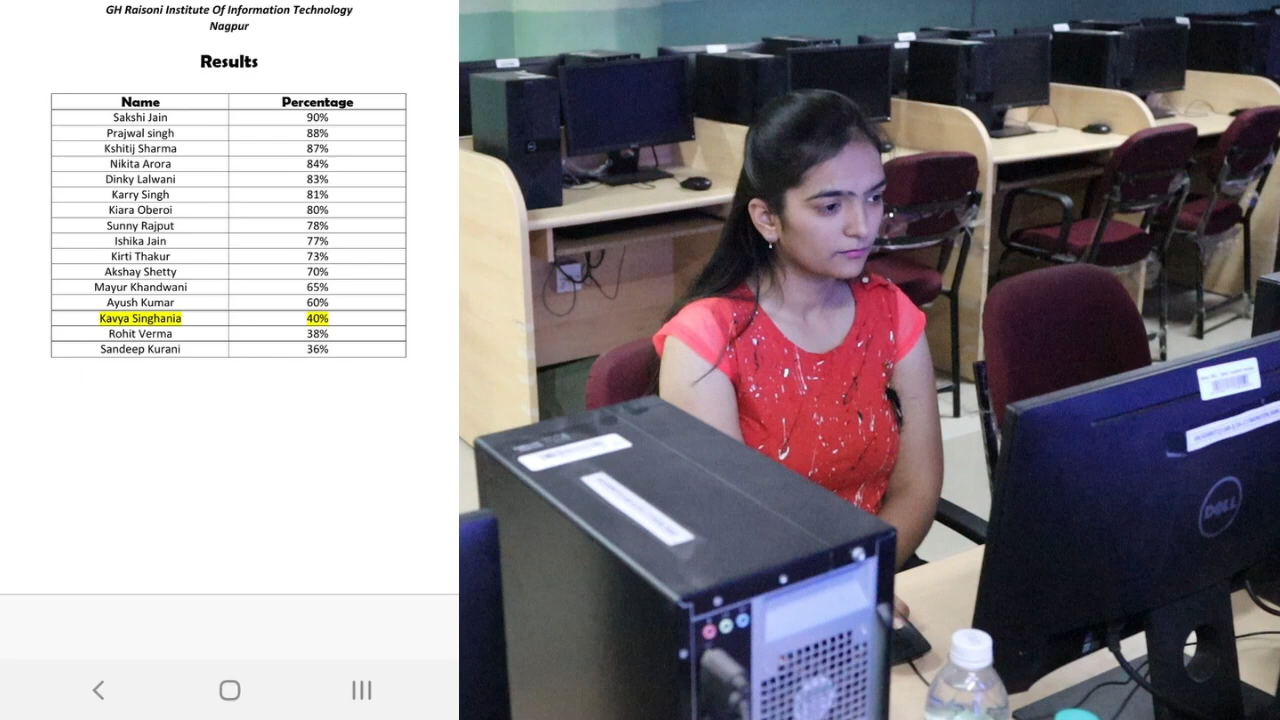 GH Raisoni Institute Of Information Technology
Nagpur
Results
Name Percentage
Sakshi Jain 90%
Prajwal singh 88%
Kshitij Sharma 87%
Nikita Arora 84%
Dinky Lalwani 83%
Karry Singh 81%
Kiara Oberoi 80%
Sunny Rajput 78%
Ishika Jain 77%
Kirti Thakur 73%
Akshay Shetty 70%
Mayur Khandwani 65%
Ayush Kumar 60%
Kavya Singhania 40%
Rohit Verma 38%
Sandeep Kurani 36%
DELL